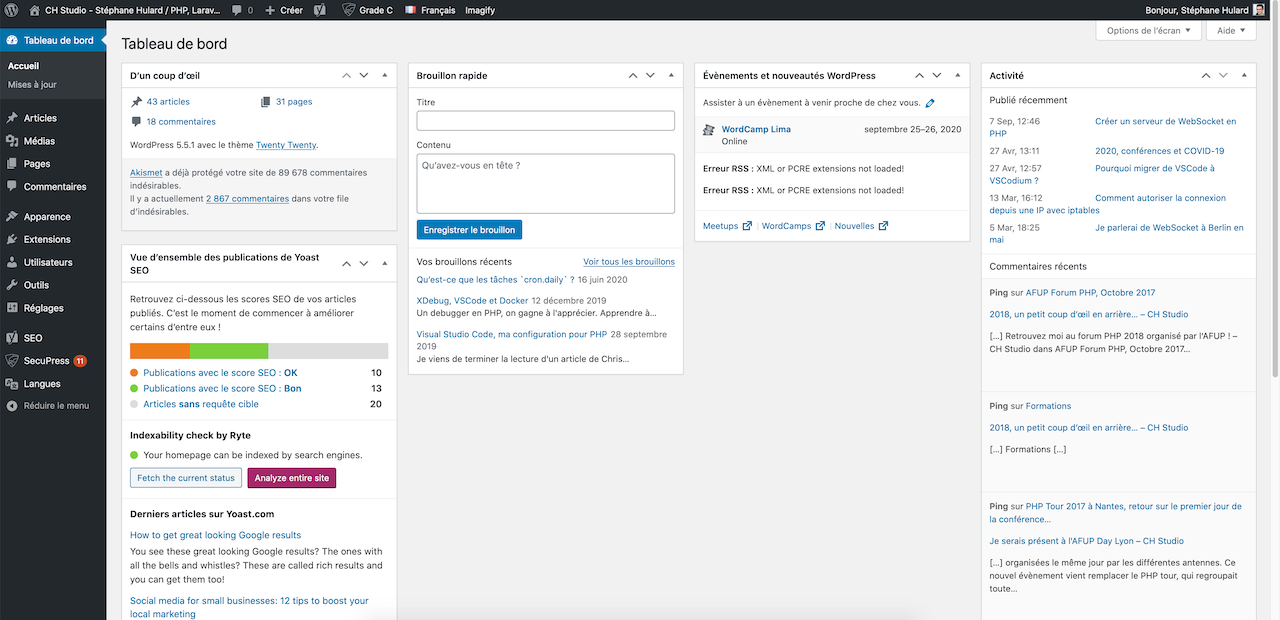 CH Studio - Stéphane Hulard / PHP, Larav... 0 Créer Grade C Français Imagify Bonjour, Stéphane Hulard
Options de l'écran Aide
Tableau de bord
Accueil
Mises à jour
Articles
Médias
Pages
Commentaires
Apparence
Extensions
Utilisateurs
Outils
Réglages
SEO
SecuPress 11
Langues
Réduire le menu
Tableau de bord
D'un coup d'œil
43 articles 31 pages
18 commentaires
WordPress 5.5.1 avec le thème Twenty Twenty.
Akismet a déjà protégé votre site de 89 678 commentaires
indésirables.
Il y a actuellement 2 867 commentaires dans votre file
d'indésirables.
Vue d'ensemble des publications de Yoast
SEO
Retrouvez ci-dessous les scores SEO de vos articles
publiés. C'est le moment de commencer à améliorer
certains d'entre eux !
Publications avec le score SEO : OK 10
Publications avec le score SEO : Bon 13
Articles sans requête cible 20
Indexability check by Ryte
Your homepage can be indexed by search engines.
Fetch the current status Analyze entire site
Derniers articles sur Yoast.com
How to get great looking Google results
You see these great looking Google results? The ones with
all the bells and whistles? These are called rich results and
you can get them too!
Social media for small businesses: 12 tips to boost your
local marketing
Brouillon rapide
Titre
Contenu
Qu'avez-vous en tête ?
Enregistrer le brouillon
Vos brouillons récents Voir tous les brouillons
Qu'est-ce que les tâches `cron.daily` ? 16 juin 2020
XDebug, VSCode et Docker 12 décembre 2019
Un debugger en PHP, on gagne à l'apprécier. Apprendre à...
Visual Studio Code, ma configuration pour PHP 28 septembre
2019
Je viens de terminer la lecture d'un article de Chris...
Évènements et nouveautés WordPress
Assister à un évènement à venir proche de chez vous.
WordCamp Lima septembre 25–26, 2020
Online
Erreur RSS : XML or PCRE extensions not loaded!
Erreur RSS : XML or PCRE extensions not loaded!
Meetups | WordCamps | Nouvelles
Activité
Publié récemment
7 Sep, 12:46 Créer un serveur de WebSocket en
PHP
27 Avr, 13:11 2020, conférences et COVID-19
27 Avr, 12:57 Pourquoi migrer de VSCode à
VSCodium ?
13 Mar, 16:12 Comment autoriser la connexion
depuis une IP avec iptables
5 Mar, 18:25 Je parlerai de WebSocket à Berlin en
mai
Commentaires récents
Ping sur AFUP Forum PHP, Octobre 2017
2018, un petit coup d'œil en arrière... – CH Studio
[...] Retrouvez moi au forum PHP 2018 organisé par l'AFUP ! –
CH Studio dans AFUP Forum PHP, Octobre 2017...
Ping sur Formations
2018, un petit coup d'œil en arrière... – CH Studio
[...] Formations [...]
Ping sur PHP Tour 2017 à Nantes, retour sur le premier jour de
la conférence...
Je serais présent à l'AFUP Day Lyon – CH Studio
[...] organisées le même jour par les différentes antennes. Ce
nouvel évènement vient remplacer le PHP tour, qui regroupait
toute...